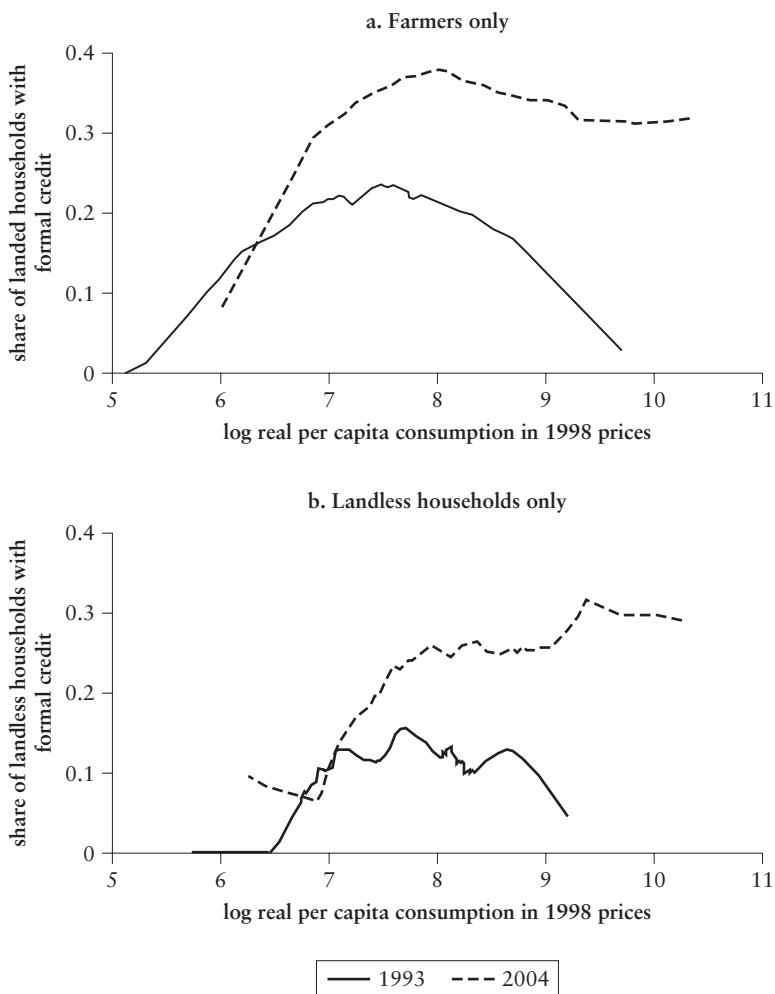 a. Farmers only
share of landed households with
formal credit
0.4
0.3
0.2
0.1
0
5 6 7 8 9 10 11
log real per capita consumption in 1998 prices
b. Landless households only
share of landless households with
formal credit
0.4
0.3
0.2
0.1
0
5 6 7 8 9 10 11
log real per capita consumption in 1998 prices
1993 2004